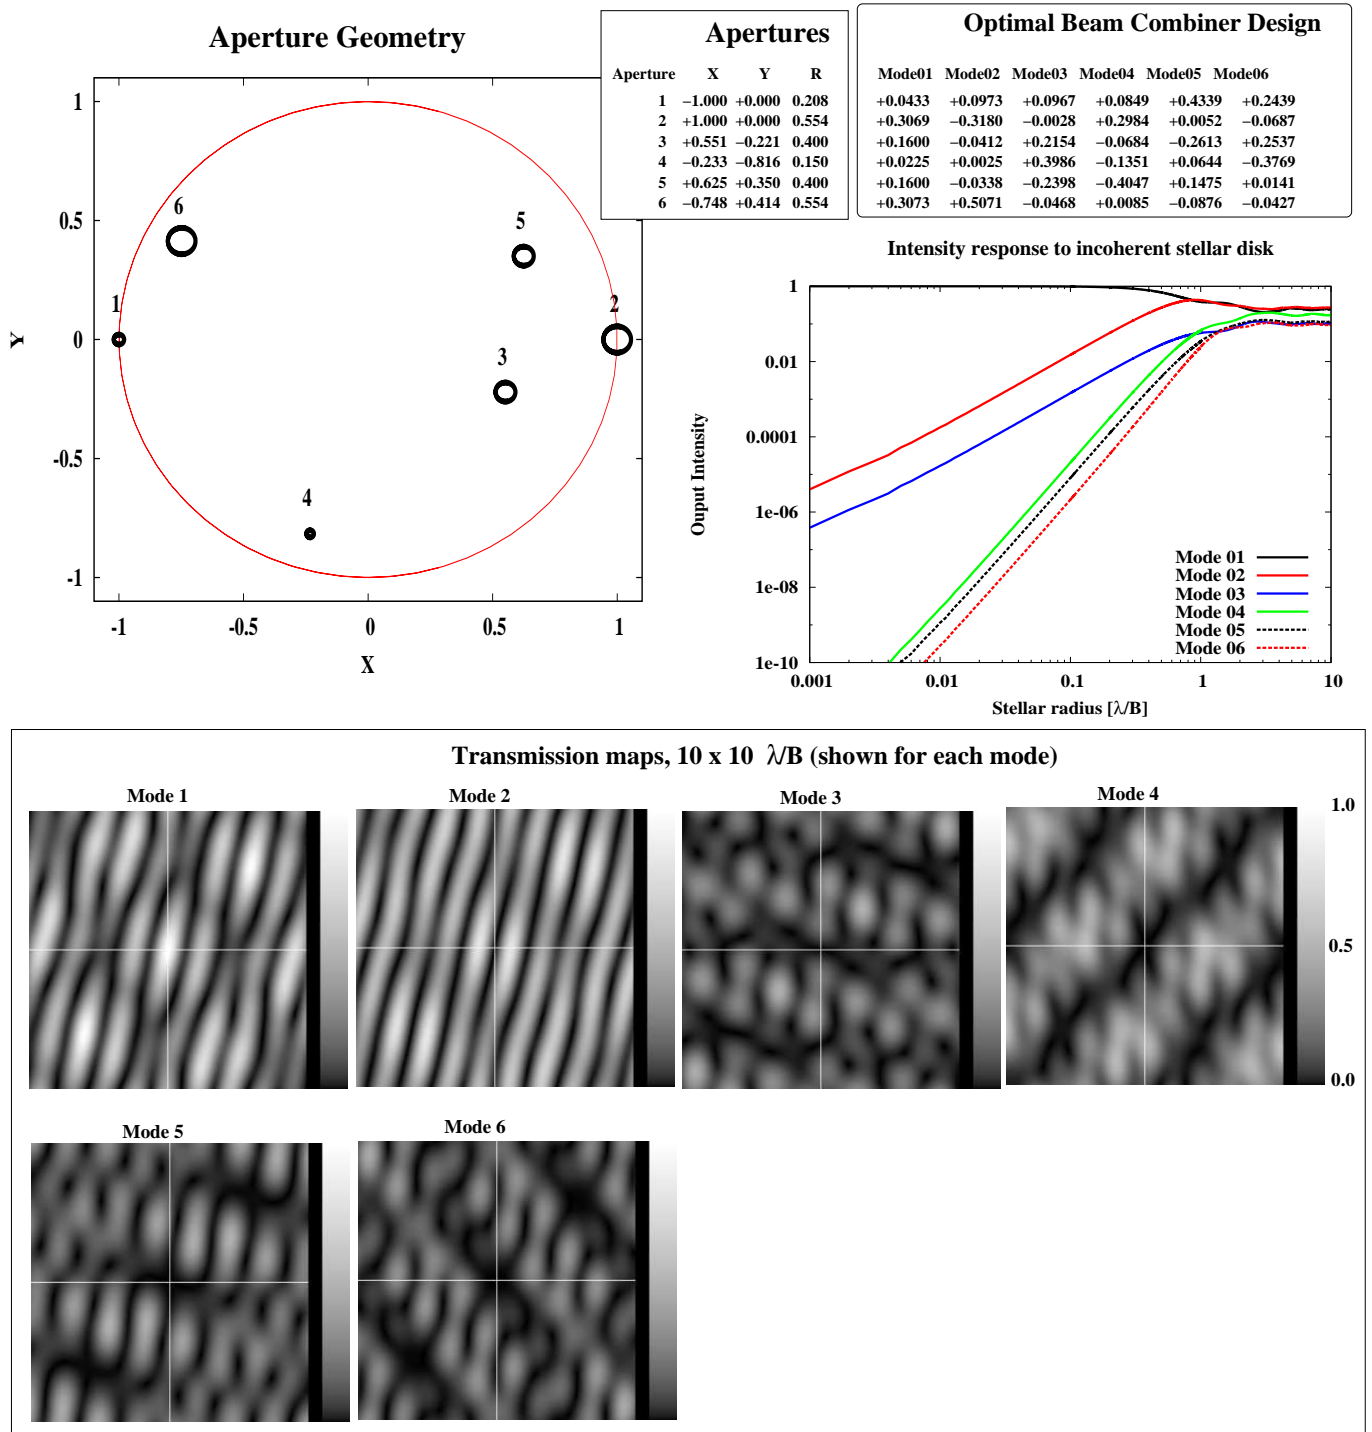 Aperture Geometry
1
0.5
0
-0.5
-1
Y
-1
-0.5
0
0.5
1
X
6
5
1
2
3
4
Apertures
Aperture X Y R
1 −1.000 +0.000 0.208
2 +1.000 +0.000 0.554
3 +0.551 −0.221 0.400
4 −0.233 −0.816 0.150
5 +0.625 +0.350 0.400
6 −0.748 +0.414 0.554
Optimal Beam Combiner Design
Mode01 Mode02 Mode03 Mode04 Mode05 Mode06
+0.0433 +0.0973 +0.0967 +0.0849 +0.4339 +0.2439
+0.3069 −0.3180 −0.0028 +0.2984 +0.0052 −0.0687
+0.1600 −0.0412 +0.2154 −0.0684 −0.2613 +0.2537
+0.0225 +0.0025 +0.3986 −0.1351 +0.0644 −0.3769
+0.1600 −0.0338 −0.2398 −0.4047 +0.1475 +0.0141
+0.3073 +0.5071 −0.0468 +0.0085 −0.0876 −0.0427
Intensity response to incoherent stellar disk
1
0.01
0.0001
1e-06
1e-08
1e-10
Ouput Intensity
Mode 01
Mode 02
Mode 03
Mode 04
Mode 05
Mode 06
0.001
0.01
0.1
1
10
Stellar radius [λ/B]
Transmission maps, 10 x 10 λ/B (shown for each mode)
Mode 1
Mode 2
Mode 3
Mode 4
1.0
0.5
0.0
Mode 5
Mode 6